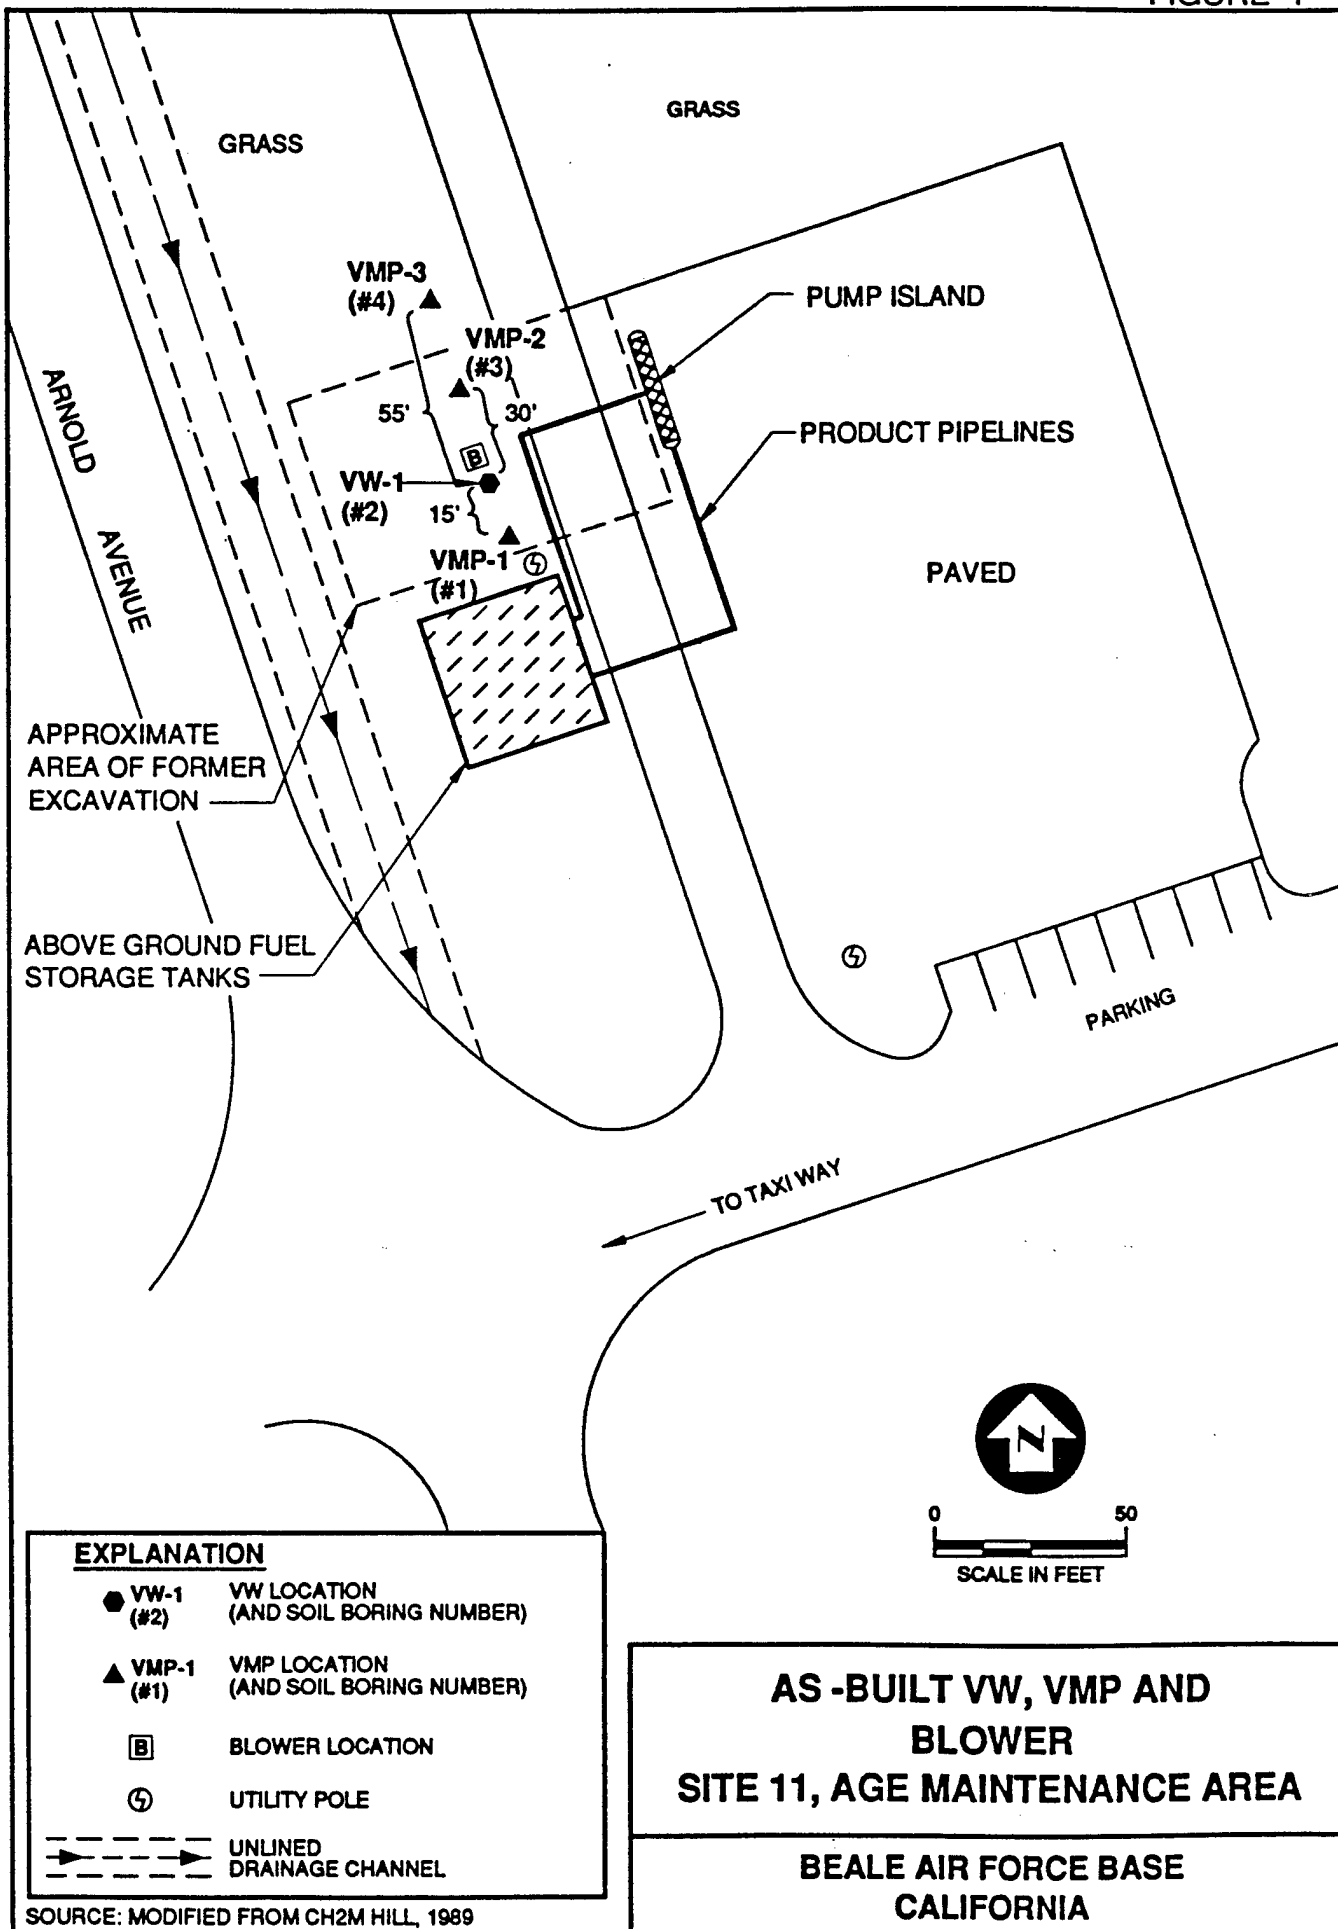 FIGURE 1
GRASS
GRASS
VMP-3
(#4)
VMP-2
(#3)
PUMP ISLAND
55'
30'
PRODUCT PIPELINES
B
VW-1
(#2)
15'
VMP-1
(#1)
PAVED
ARNOLD
AVENUE
APPROXIMATE
AREA OF FORMER
EXCAVATION
ABOVE GROUND FUEL
STORAGE TANKS
PARKING
TO TAXI WAY
N
0 50
SCALE IN FEET
EXPLANATION
VW-1 VW LOCATION
(#2) (AND SOIL BORING NUMBER)
VMP-1 VMP LOCATION
(#1) (AND SOIL BORING NUMBER)
B BLOWER LOCATION
UTILITY POLE
UNLINED
DRAINAGE CHANNEL
SOURCE: MODIFIED FROM CH2M HILL, 1989
AS -BUILT VW, VMP AND
BLOWER
SITE 11, AGE MAINTENANCE AREA
BEALE AIR FORCE BASE
CALIFORNIA